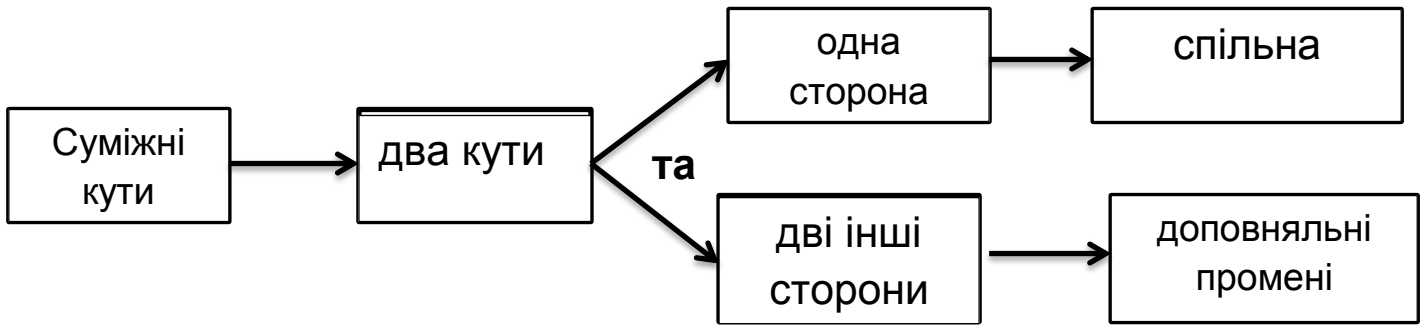 Суміжні
кути
два кути
та
одна
сторона
спільна
дві інші
сторони
доповняльні
промені